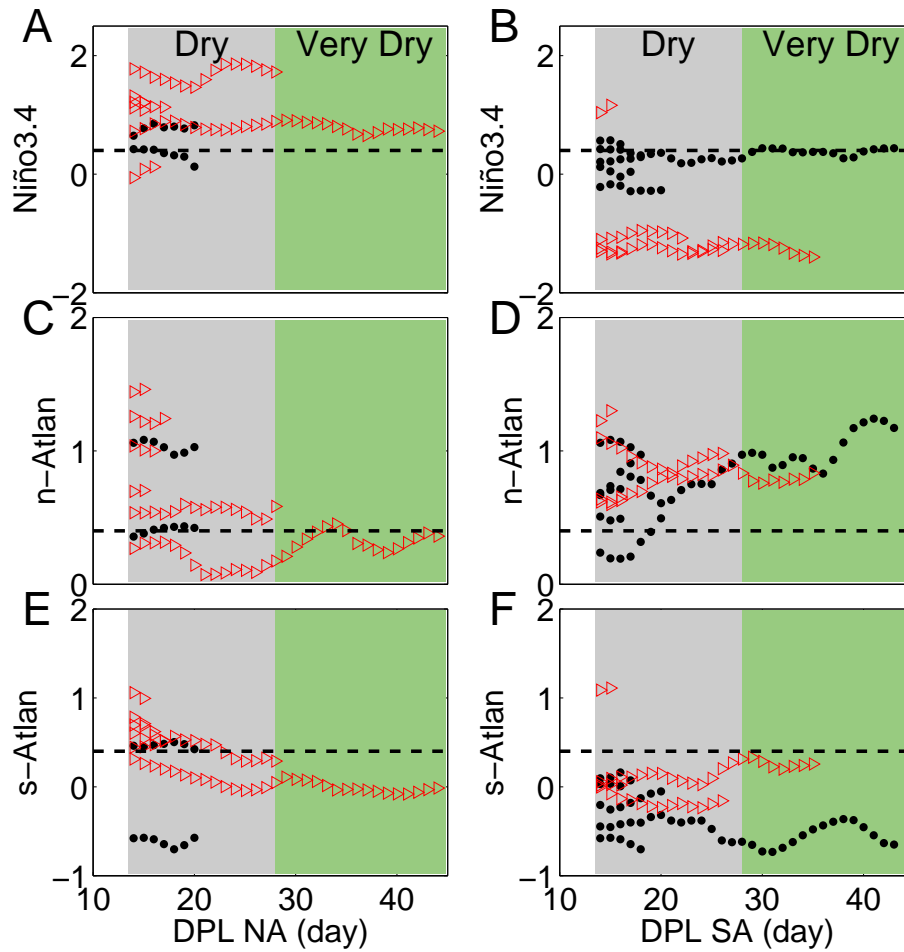 A
B
Dry
Very Dry
Dry
Very Dry
2
0
−2
Niño3.4
2
0
−2
Niño3.4
C
D
2
1
0
n−Atlan
2
1
0
n−Atlan
E
F
2
1
0
−1
s−Atlan
2
1
0
−1
s−Atlan
10 20 30 40
10 20 30 40
DPL NA (day)
DPL SA (day)